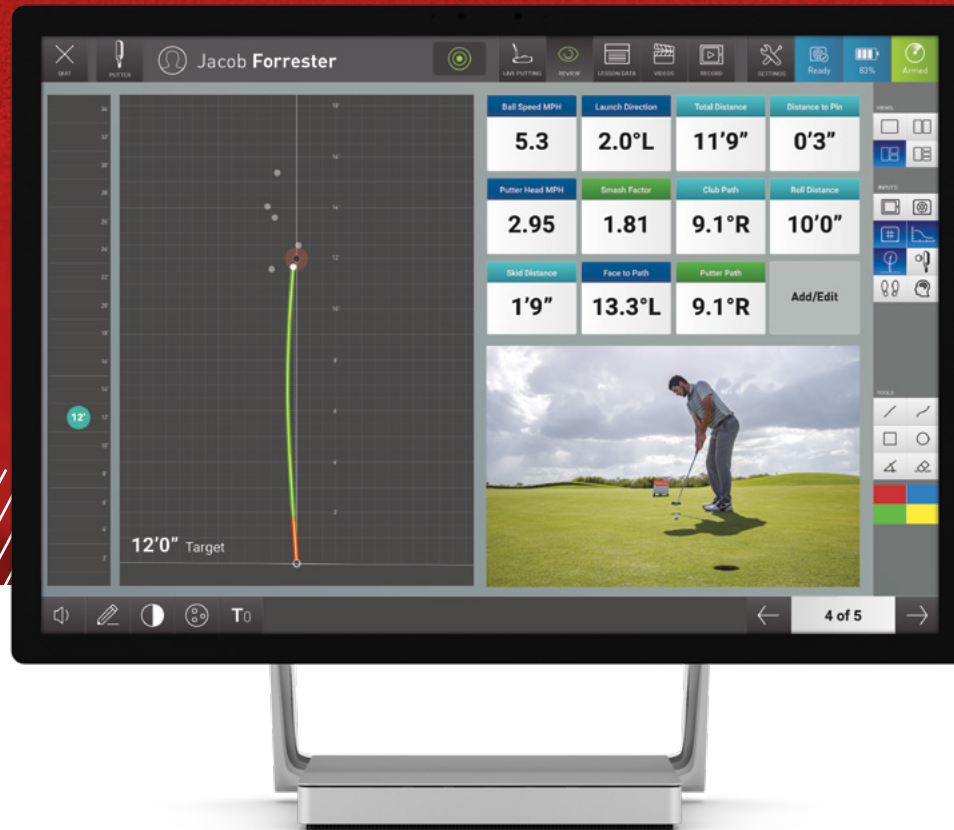 QUIT
PUTTER
Jacob Forrester
LIVE PUTTING
REVIEW
LESSON DATA
VIDEOS
RECORD
SETTINGS
Ready
83%
Armed
Ball Speed MPH
5.3
Launch Direction
2.0°L
Total Distance
11'9"
Distance to Pin
0'3"
Putter Head MPH
2.95
Smash Factor
1.81
Club Path
9.1°R
Roll Distance
10'0"
Skid Distance
1'9"
Face to Path
13.3°L
Putter Path
9.1°R
Add/Edit
VIEWS
INPUTS
TOOLS
12'
12'0" Target
T0
4 of 5